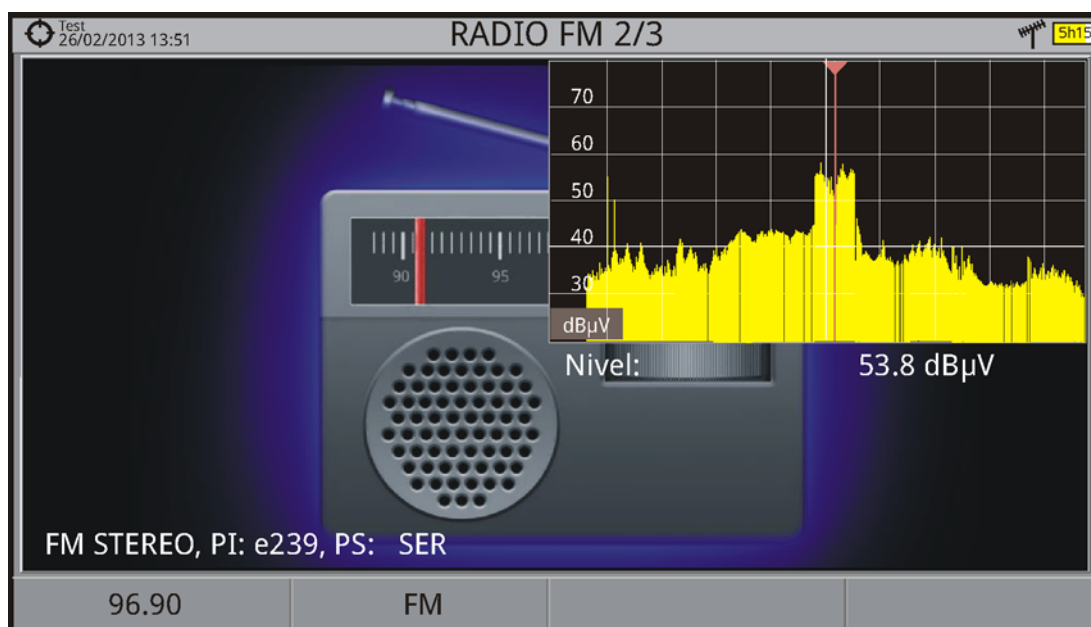 Test
26/02/2013 13:51
RADIO FM 2/3
5h15
70
60
50
40
30
dBµV
90
95
Nivel: 53.8 dBµV
FM STEREO, PI: e239, PS: SER
96.90
FM